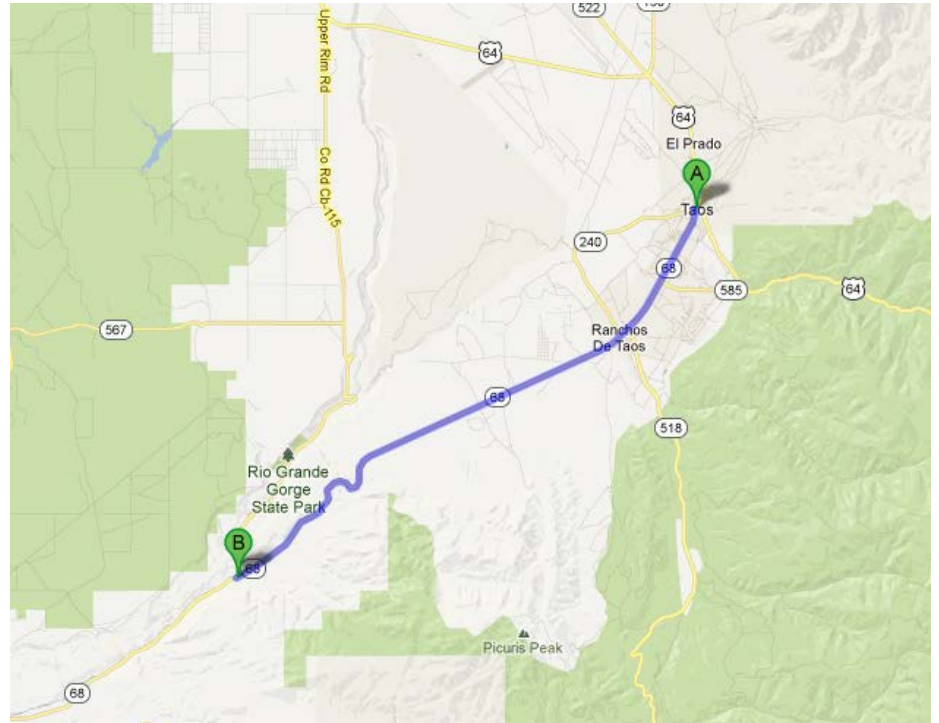 522
64
Upper Rim Rd
64
El Prado
A
Taos
Co Rd Cb-115
240
68
585
64
567
Ranchos
De Taos
68
518
Rio Grande
Gorge
State Park
B
68
Picuris Peak
68